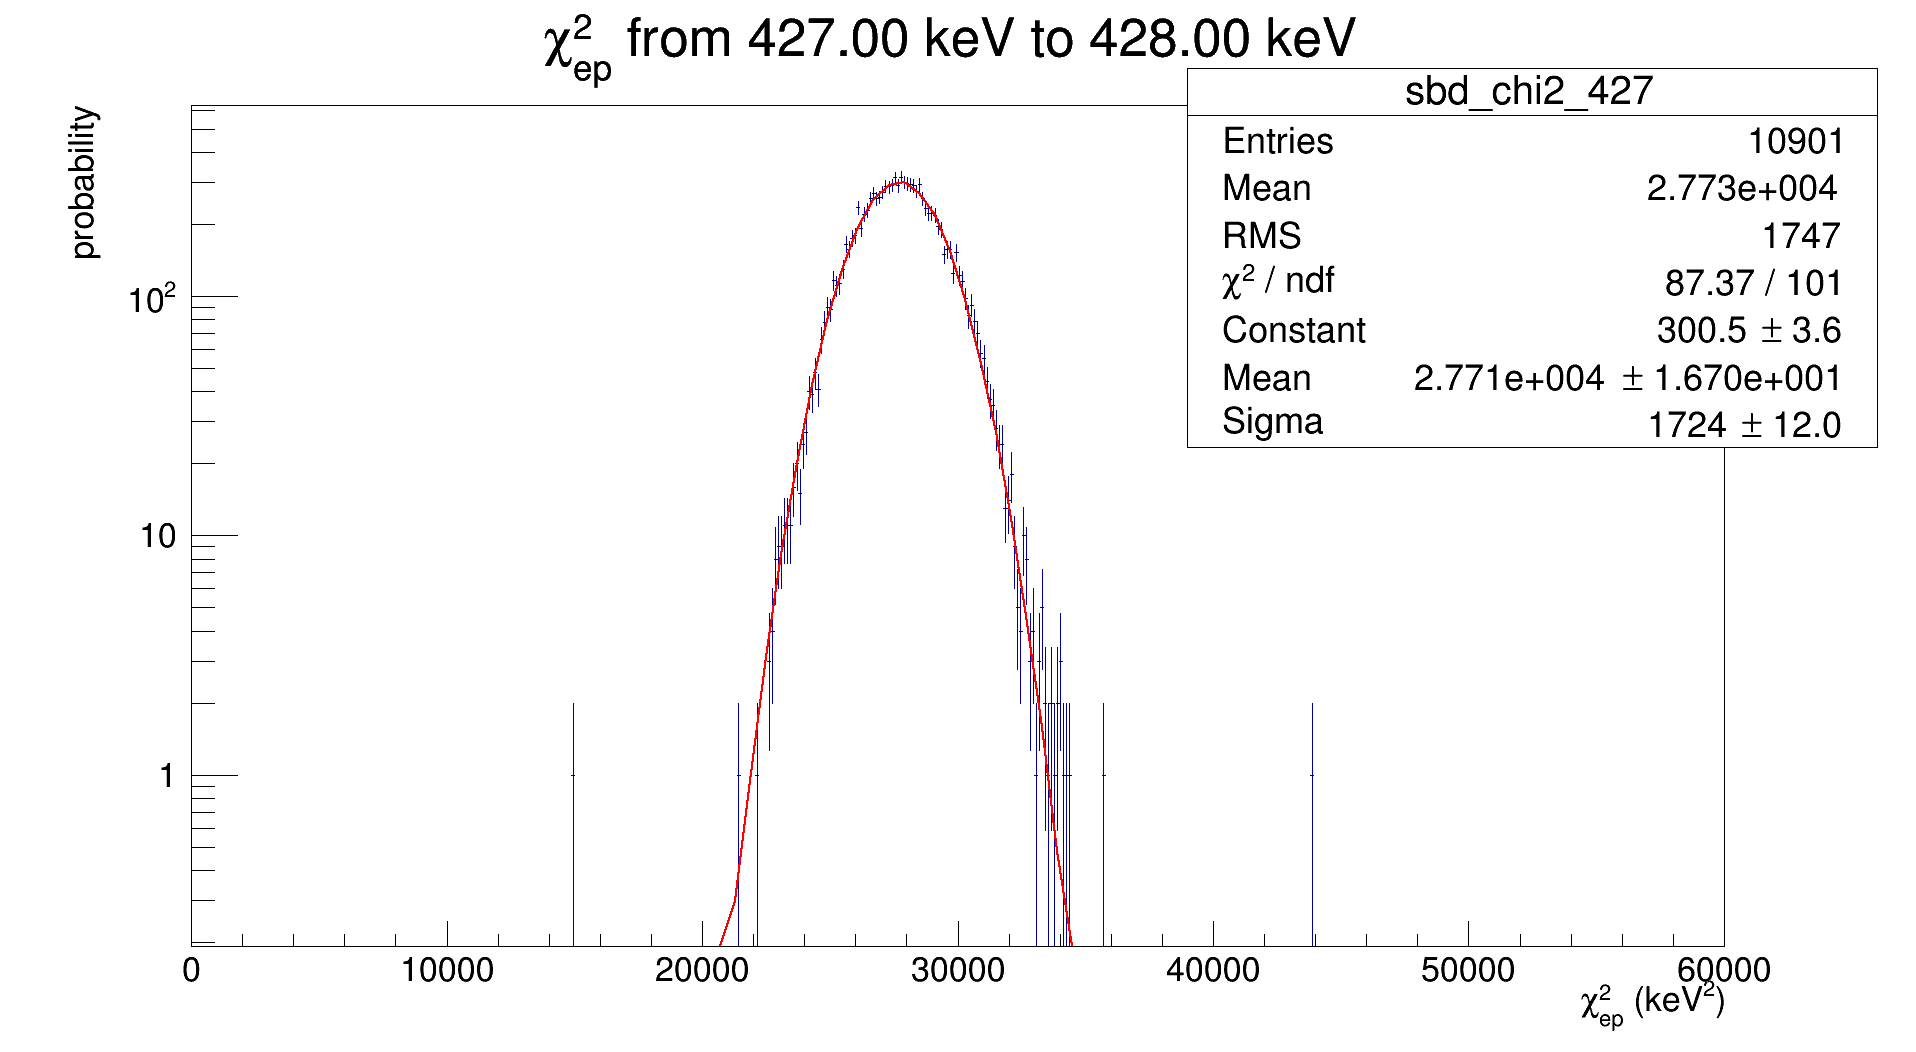 χ²ep from 427.00 keV to 428.00 keV
probability
sbd_chi2_427
Entries 10901
Mean 2.773e+004
RMS 1747
χ² / ndf 87.37 / 101
Constant 300.5 ± 3.6
Mean 2.771e+004 ± 1.670e+001
Sigma 1724 ± 12.0
10²
10
1
0 10000 20000 30000 40000 50000 60000
χ²ep (keV²)